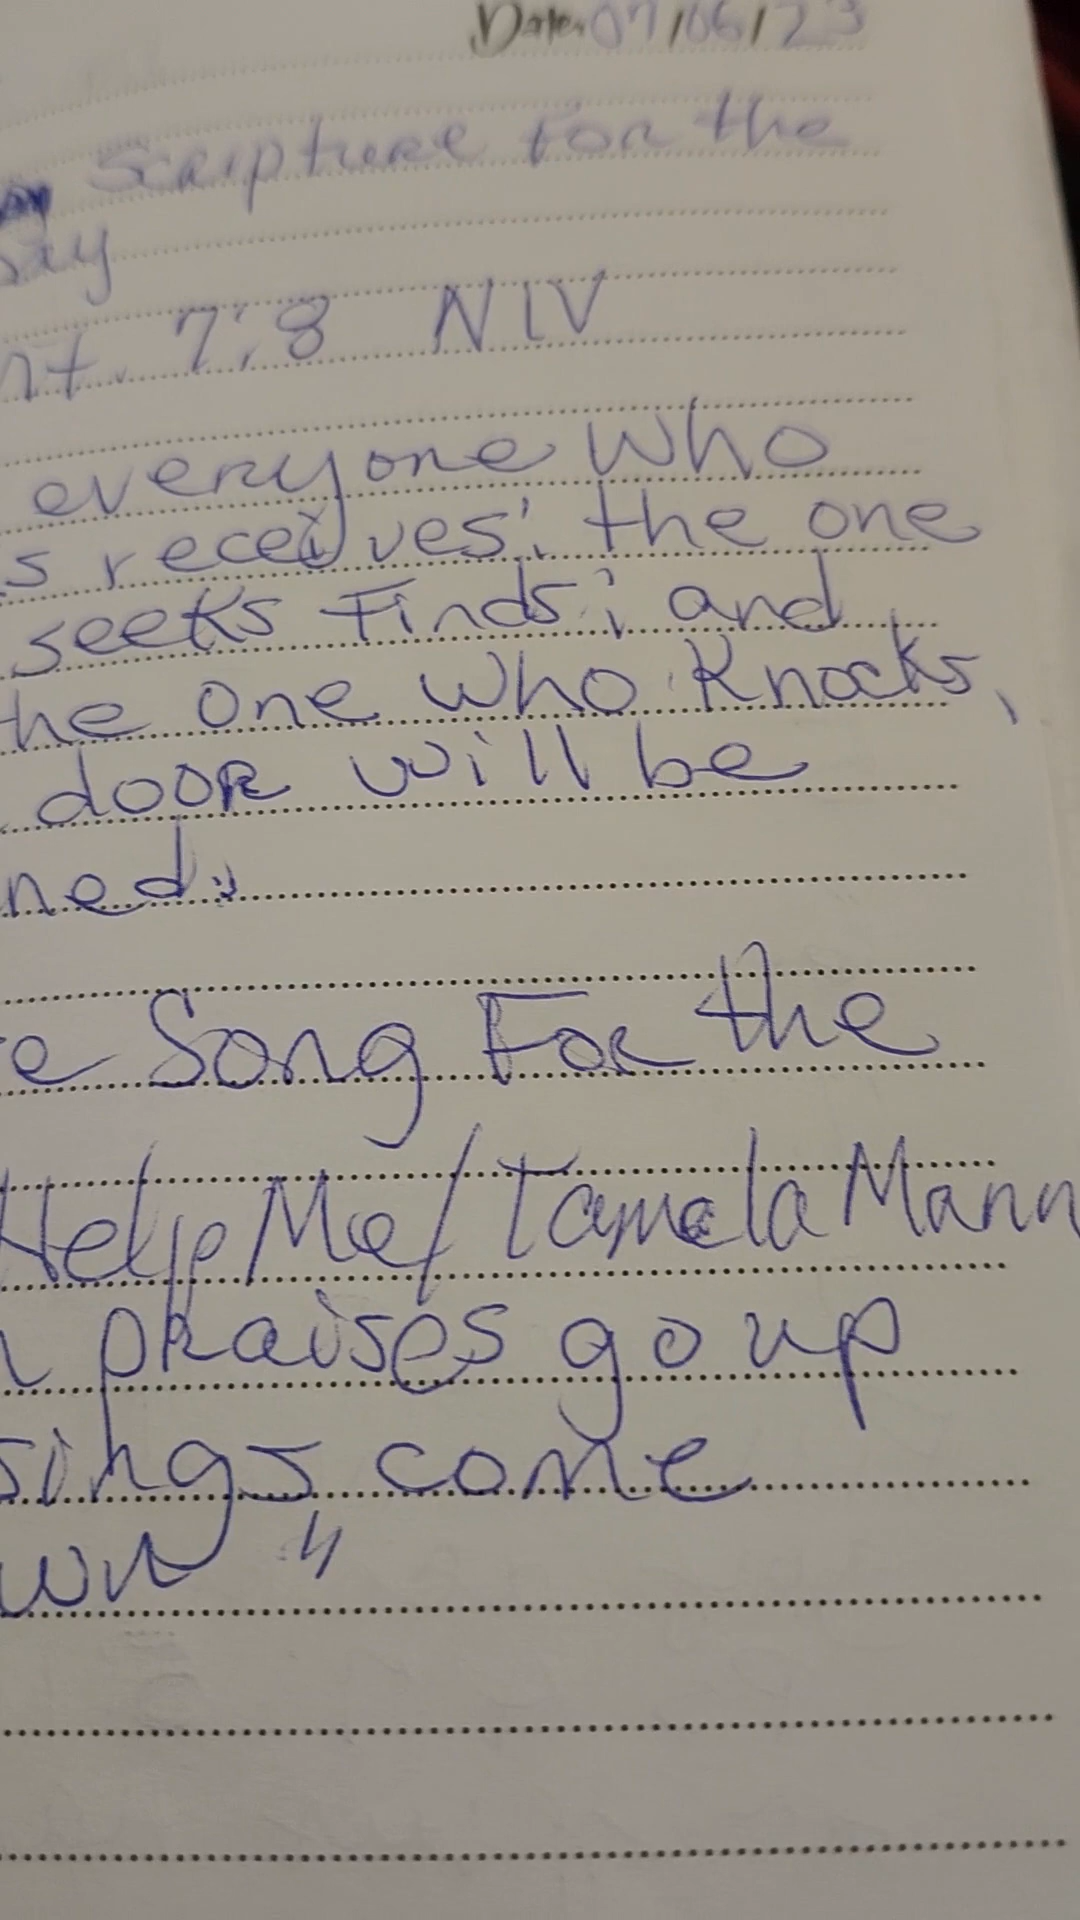 Date: 07/06/23
Scripture For the
Day
nt. 7:8 NIV
everyone who
s receives; the one
seeks Finds; and
he one who Knocks,
door will be
ned."
e Song For the
Help Me/Tamela Mann
n praises go up
sings come
wn"